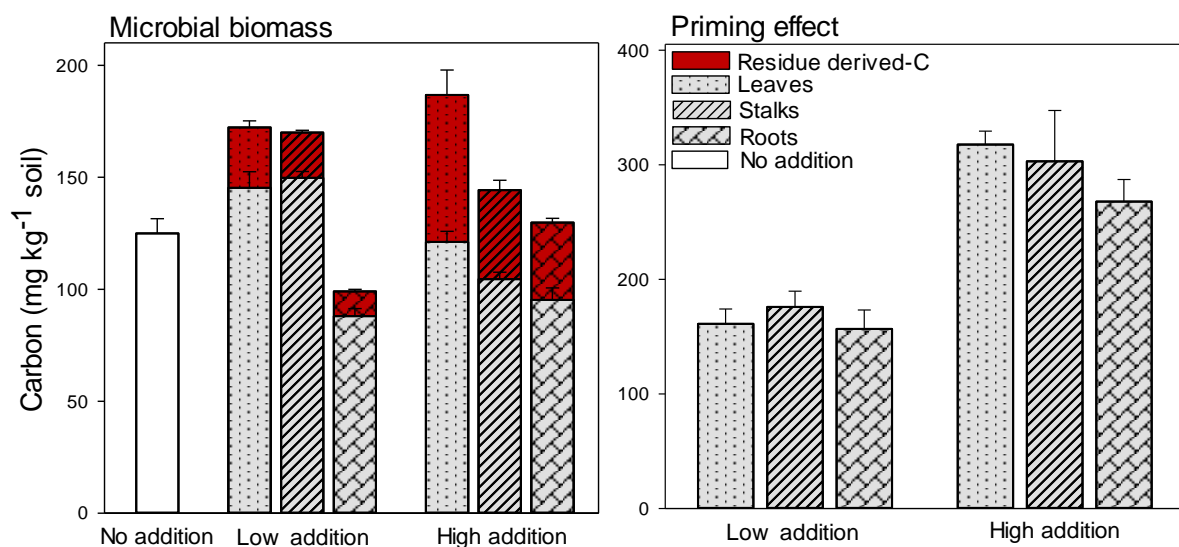 Microbial biomass
Carbon (mg kg-1 soil)
200
150
100
50
0
No addition
Low addition
High addition
Priming effect
400
300
200
100
0
Residue derived-C
Leaves
Stalks
Roots
No addition
Low addition
High addition